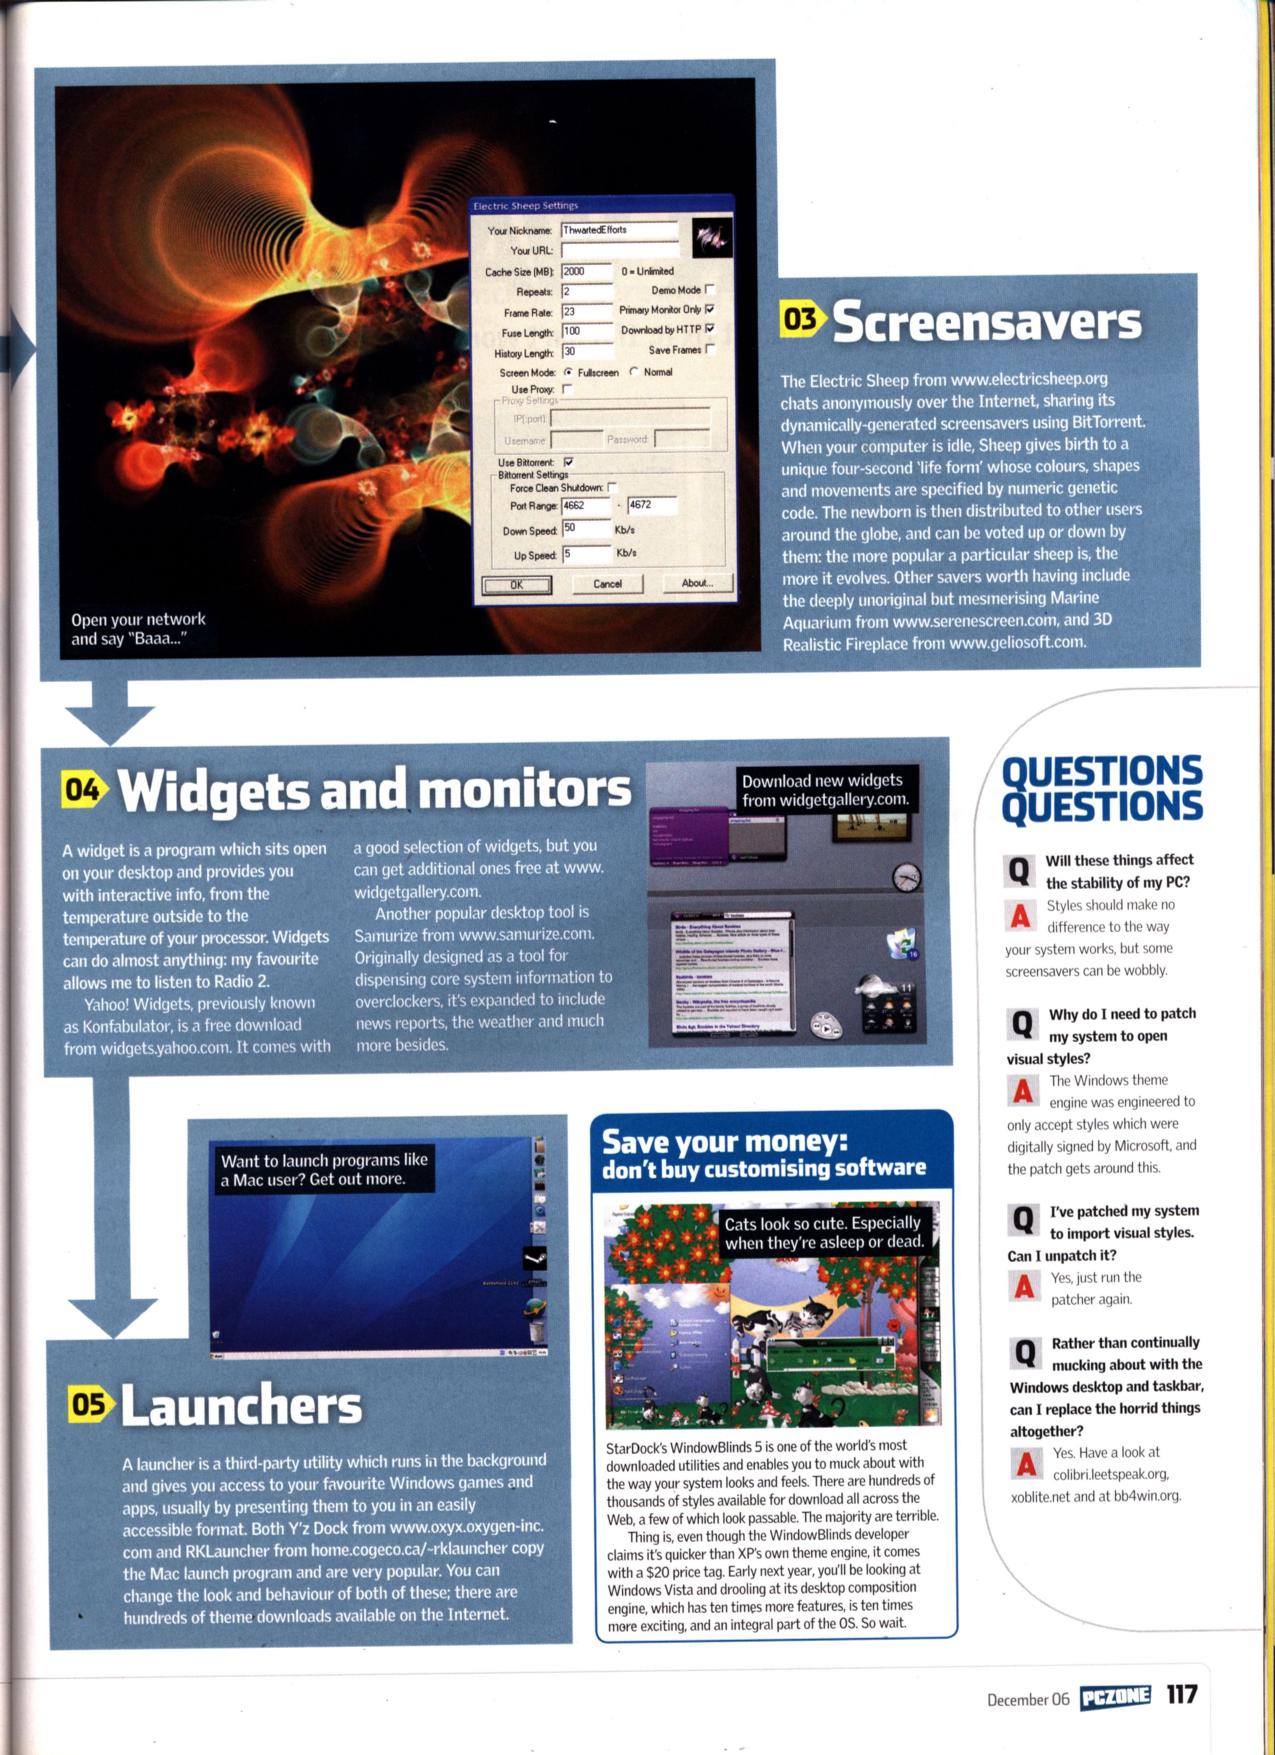 Electric Sheep Settings
Your Nickname: ThwartedEfforts
Your URL:
Cache Size (MB): 2000 0 = Unlimited
Repeats: 2 Demo Mode
Frame Rate: 23 Primary Monitor Only
Fuse Length: 100 Download by HTTP
History Length: 30 Save Frames
Screen Mode: Fullscreen Normal
Use Proxy:
Proxy Settings
IP[:port]:
Username: Password:
Use Bittorrent:
Bittorrent Settings
Force Clean Shutdown:
Port Range: 4662 - 4672
Down Speed: 50 Kb/s
Up Speed: 5 Kb/s
OK Cancel About...
Open your network
and say "Baaa..."
03 Screensavers
The Electric Sheep from www.electricsheep.org
chats anonymously over the Internet, sharing its
dynamically-generated screensavers using BitTorrent.
When your computer is idle, Sheep gives birth to a
unique four-second 'life form' whose colours, shapes
and movements are specified by numeric genetic
code. The newborn is then distributed to other users
around the globe, and can be voted up or down by
them: the more popular a particular sheep is, the
more it evolves. Other savers worth having include
the deeply unoriginal but mesmerising Marine
Aquarium from www.serenescreen.com, and 3D
Realistic Fireplace from www.geliosoft.com.
04 Widgets and monitors
A widget is a program which sits open
on your desktop and provides you
with interactive info, from the
temperature outside to the
temperature of your processor. Widgets
can do almost anything: my favourite
allows me to listen to Radio 2.
Yahoo! Widgets, previously known
as Konfabulator, is a free download
from widgets.yahoo.com. It comes with
a good selection of widgets, but you
can get additional ones free at www.
widgetgallery.com.
Another popular desktop tool is
Samurize from www.samurize.com.
Originally designed as a tool for
dispensing core system information to
overclockers, it's expanded to include
news reports, the weather and much
more besides.
Download new widgets
from widgetgallery.com.
Want to launch programs like
a Mac user? Get out more.
05 Launchers
A launcher is a third-party utility which runs in the background
and gives you access to your favourite Windows games and
apps, usually by presenting them to you in an easily
accessible format. Both Y'z Dock from www.oxyx.oxygen-inc.
com and RKLauncher from home.cogeco.ca/~rklauncher copy
the Mac launch program and are very popular. You can
change the look and behaviour of both of these; there are
hundreds of theme downloads available on the Internet.
Save your money:
don't buy customising software
Cats look so cute. Especially
when they're asleep or dead.
StarDock's WindowBlinds 5 is one of the world's most
downloaded utilities and enables you to muck about with
the way your system looks and feels. There are hundreds of
thousands of styles available for download all across the
Web, a few of which look passable. The majority are terrible.
Thing is, even though the WindowBlinds developer
claims it's quicker than XP's own theme engine, it comes
with a $20 price tag. Early next year, you'll be looking at
Windows Vista and drooling at its desktop composition
engine, which has ten times more features, is ten times
more exciting, and an integral part of the OS. So wait.
QUESTIONS
QUESTIONS
Q Will these things affect
the stability of my PC?
A Styles should make no
difference to the way
your system works, but some
screensavers can be wobbly.
Q Why do I need to patch
my system to open
visual styles?
A The Windows theme
engine was engineered to
only accept styles which were
digitally signed by Microsoft, and
the patch gets around this.
Q I've patched my system
to import visual styles.
Can I unpatch it?
A Yes, just run the
patcher again.
Q Rather than continually
mucking about with the
Windows desktop and taskbar,
can I replace the horrid things
altogether?
A Yes. Have a look at
colibri.leetspeak.org,
xoblite.net and at bb4win.org.
December 06 PCZONE 117